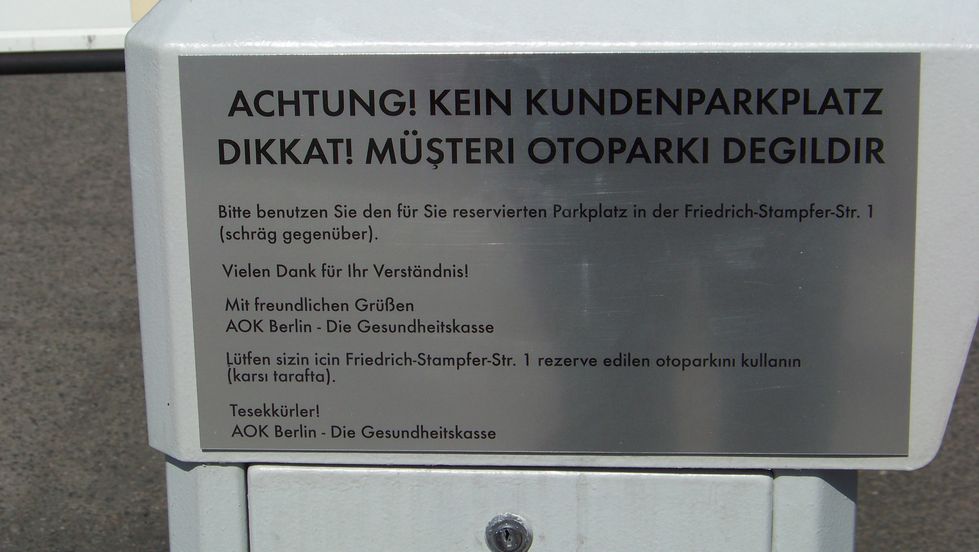 ACHTUNG! KEIN KUNDENPARKPLATZ
DIKKAT! MÜŞTERI OTOPARKI DEGILDIR
Bitte benutzen Sie den für Sie reservierten Parkplatz in der Friedrich-Stampfer-Str. 1
(schräg gegenüber).
Vielen Dank für Ihr Verständnis!
Mit freundlichen Grüßen
AOK Berlin - Die Gesundheitskasse
Lütfen sizin icin Friedrich-Stampfer-Str. 1 rezerve edilen otoparkını kullanın
(karsı tarafta).
Tesekkürler!
AOK Berlin - Die Gesundheitskasse